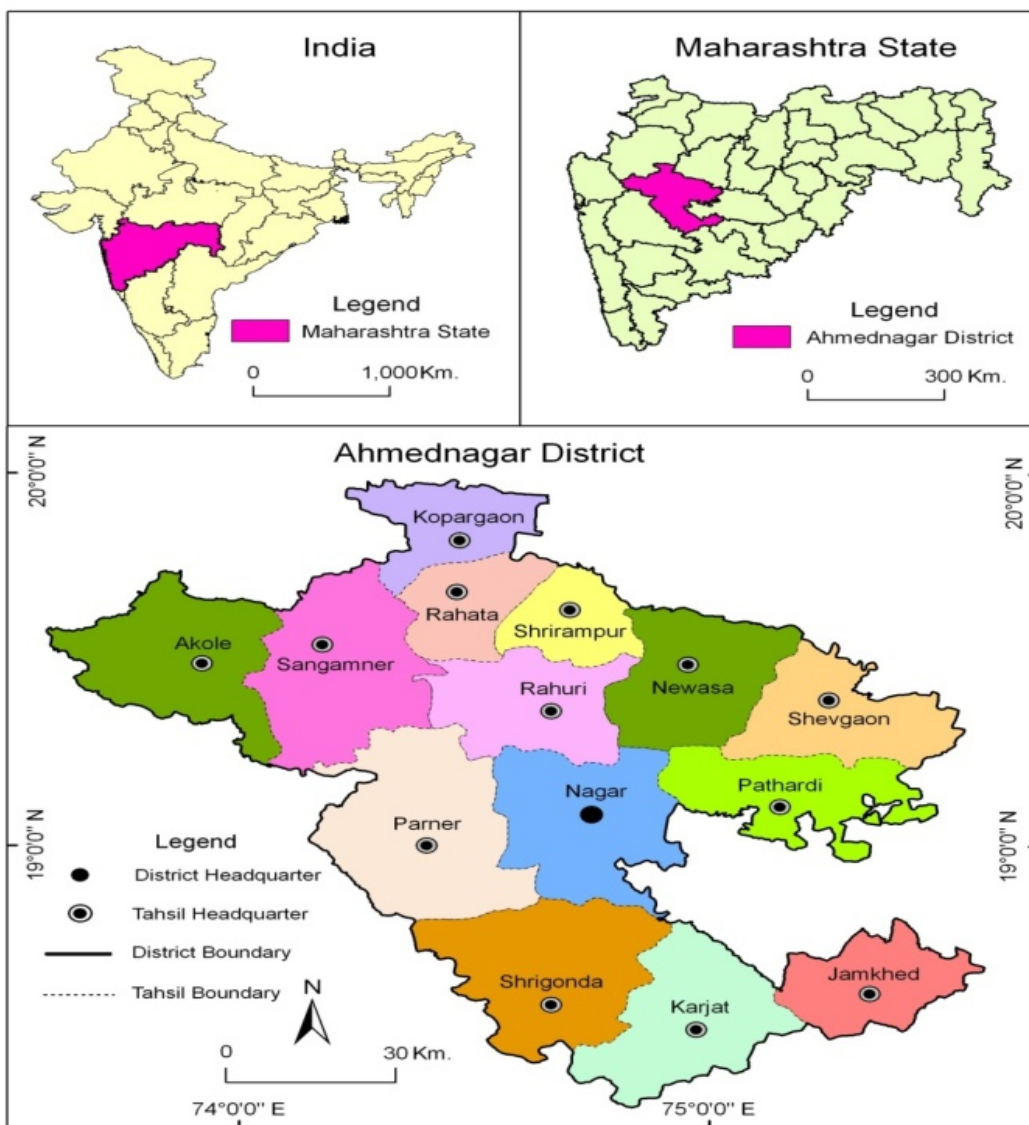 India
Legend
Maharashtra State
0 1,000 Km.
Maharashtra State
Legend
Ahmednagar District
0 300 Km.
Ahmednagar District
20°0'0" N
20°0'0" N
Kopargaon
Rahata
Shrirampur
Akole
Sangamner
Rahuri
Newasa
Shevgaon
Nagar
Pathardi
Parner
19°0'0" N
19°0'0" N
Legend
District Headquarter
Tahsil Headquarter
District Boundary
Tahsil Boundary
N
Shrigonda
Karjat
Jamkhed
0 30 Km.
74°0'0" E
75°0'0" E